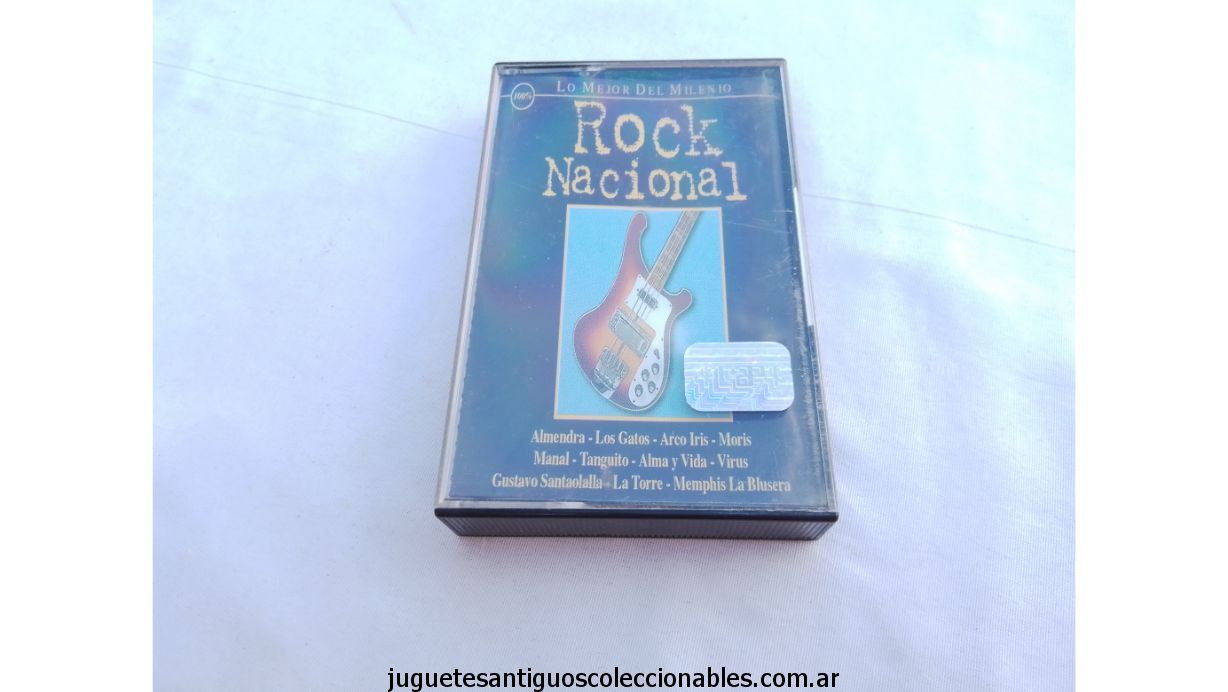 Lo Mejor Del Milenio
100%
Rock
Nacional
Almendra - Los Gatos - Arco Iris - Moris
Manal - Tanguito - Alma y Vida - Virus
Gustavo Santaolalla - La Torre - Memphis La Blusera
juguetesantiguoscoleccionables.com.ar